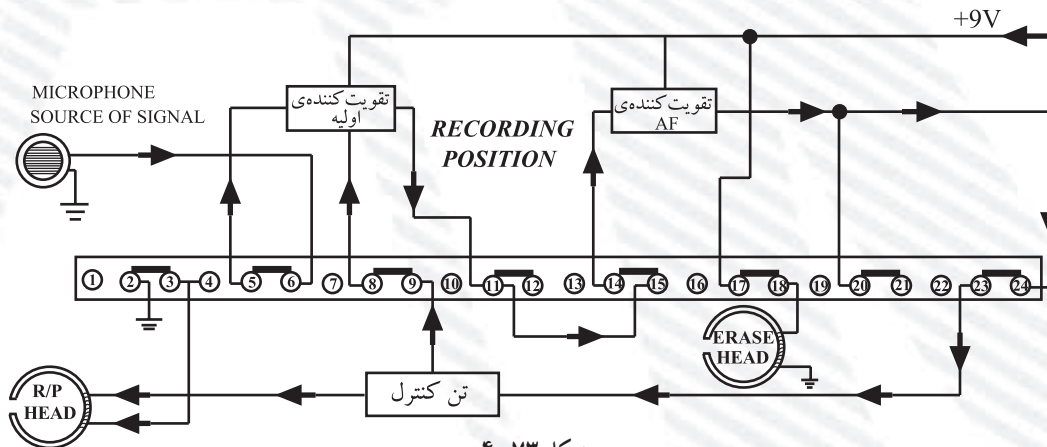 +9V
MICROPHONE
SOURCE OF SIGNAL
تقویت کننده‌ی
اولیه
RECORDING
POSITION
تقویت کننده‌ی
AF
1 2 3 4 5 6 7 8 9 10 11 12 13 14 15 16 17 18 19 20 21 22 23 24
ERASE
HEAD
R/P
HEAD
تن کنترل